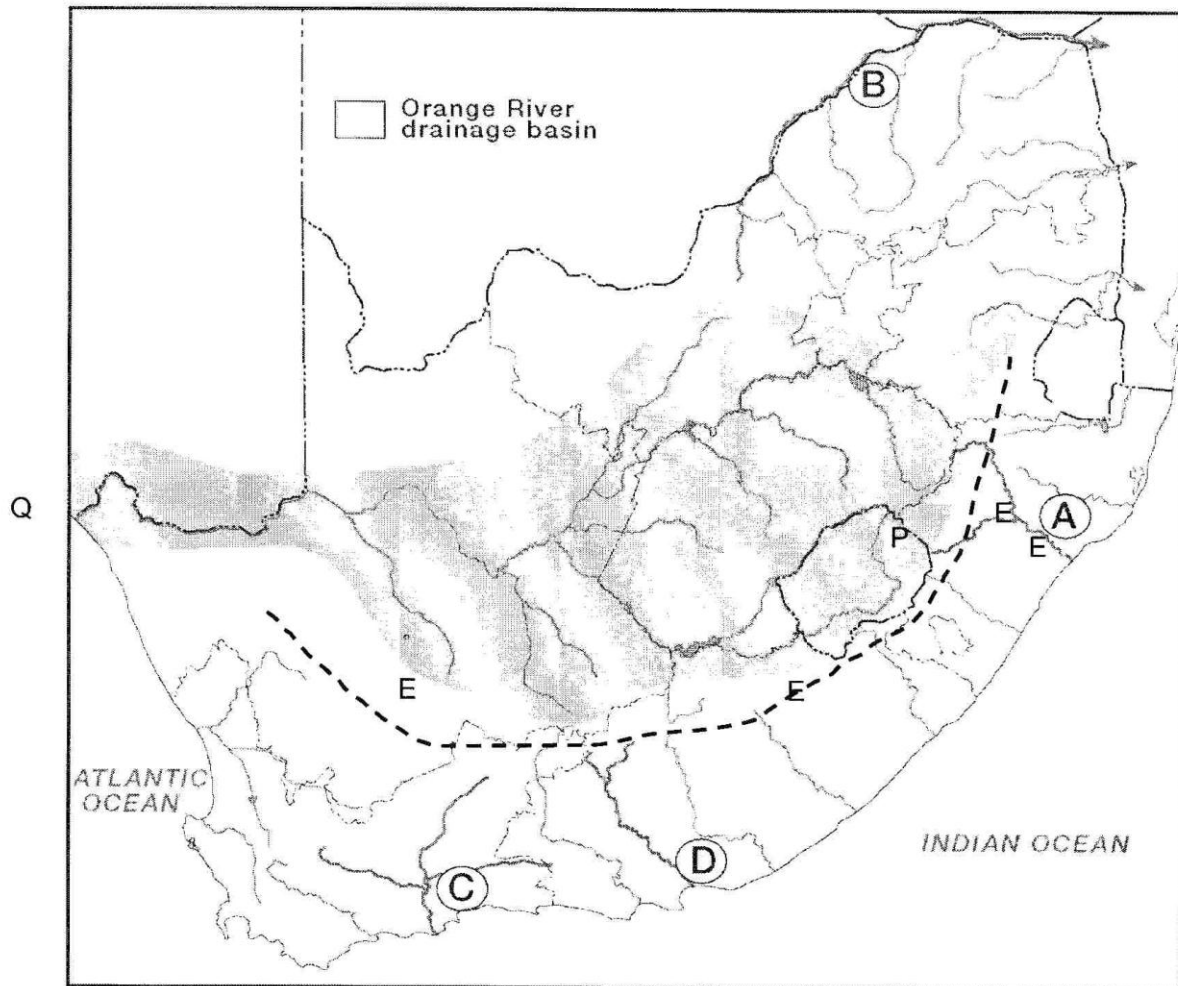 B
Orange River
drainage basin
Q
A
E
P
E
E
E
ATLANTIC
OCEAN
INDIAN OCEAN
D
C